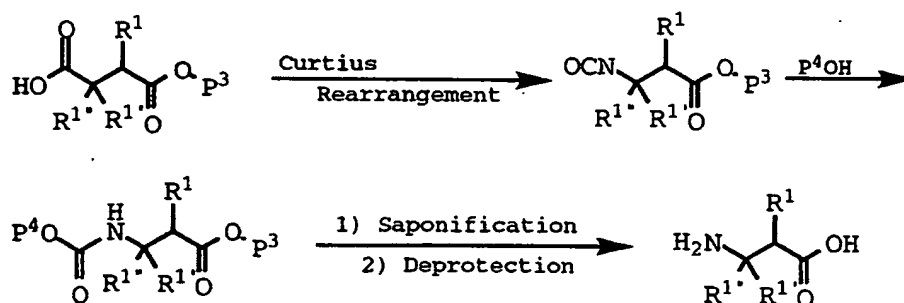 O R¹ HO O P³ R¹" R¹' O
Curtius
Rearrangement
OCN R¹ O P³ R¹" R¹' O
P⁴OH
P⁴O H N R¹ O P³ O R¹" R¹' O
1) Saponification
2) Deprotection
H₂N R¹ OH R¹" R¹' O